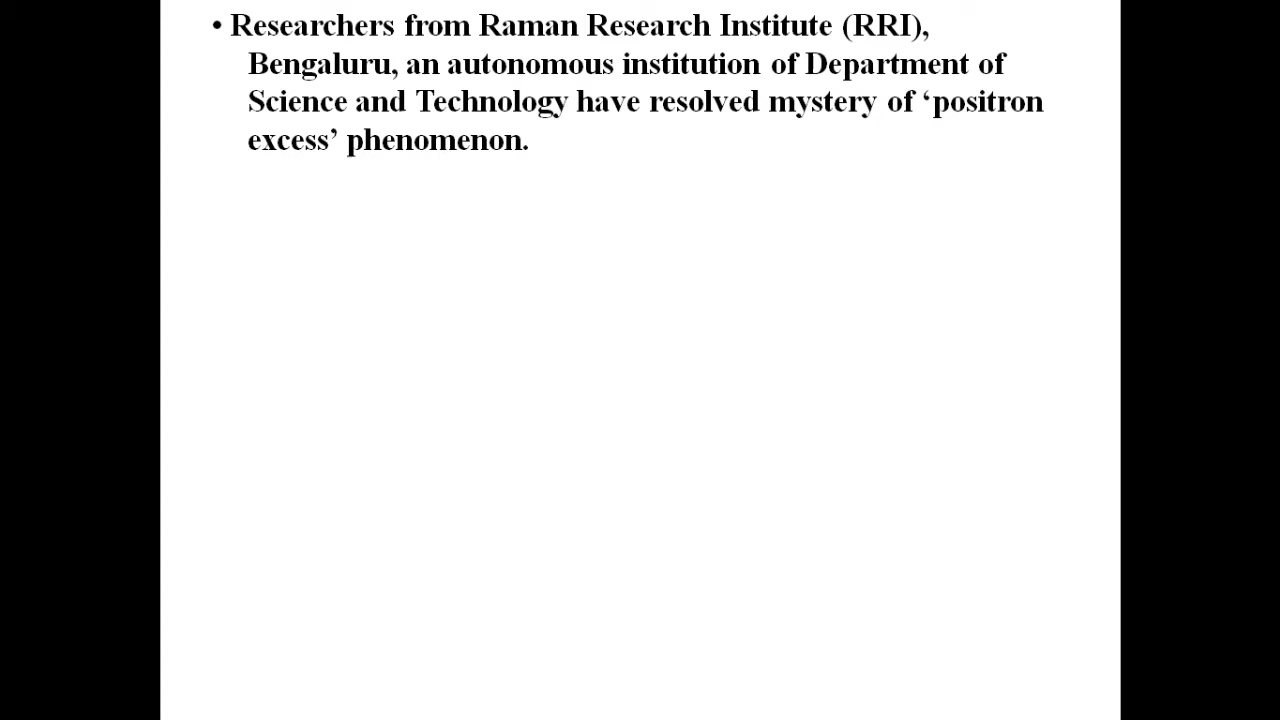 • Researchers from Raman Research Institute (RRI),
Bengaluru, an autonomous institution of Department of
Science and Technology have resolved mystery of ‘positron
excess’ phenomenon.